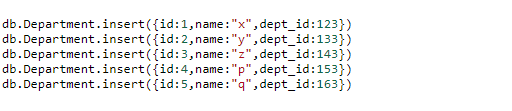 db.Department.insert({id:1,name:"x",dept_id:123})
db.Department.insert({id:2,name:"y",dept_id:133})
db.Department.insert({id:3,name:"z",dept_id:143})
db.Department.insert({id:4,name:"p",dept_id:153})
db.Department.insert({id:5,name:"q",dept_id:163})